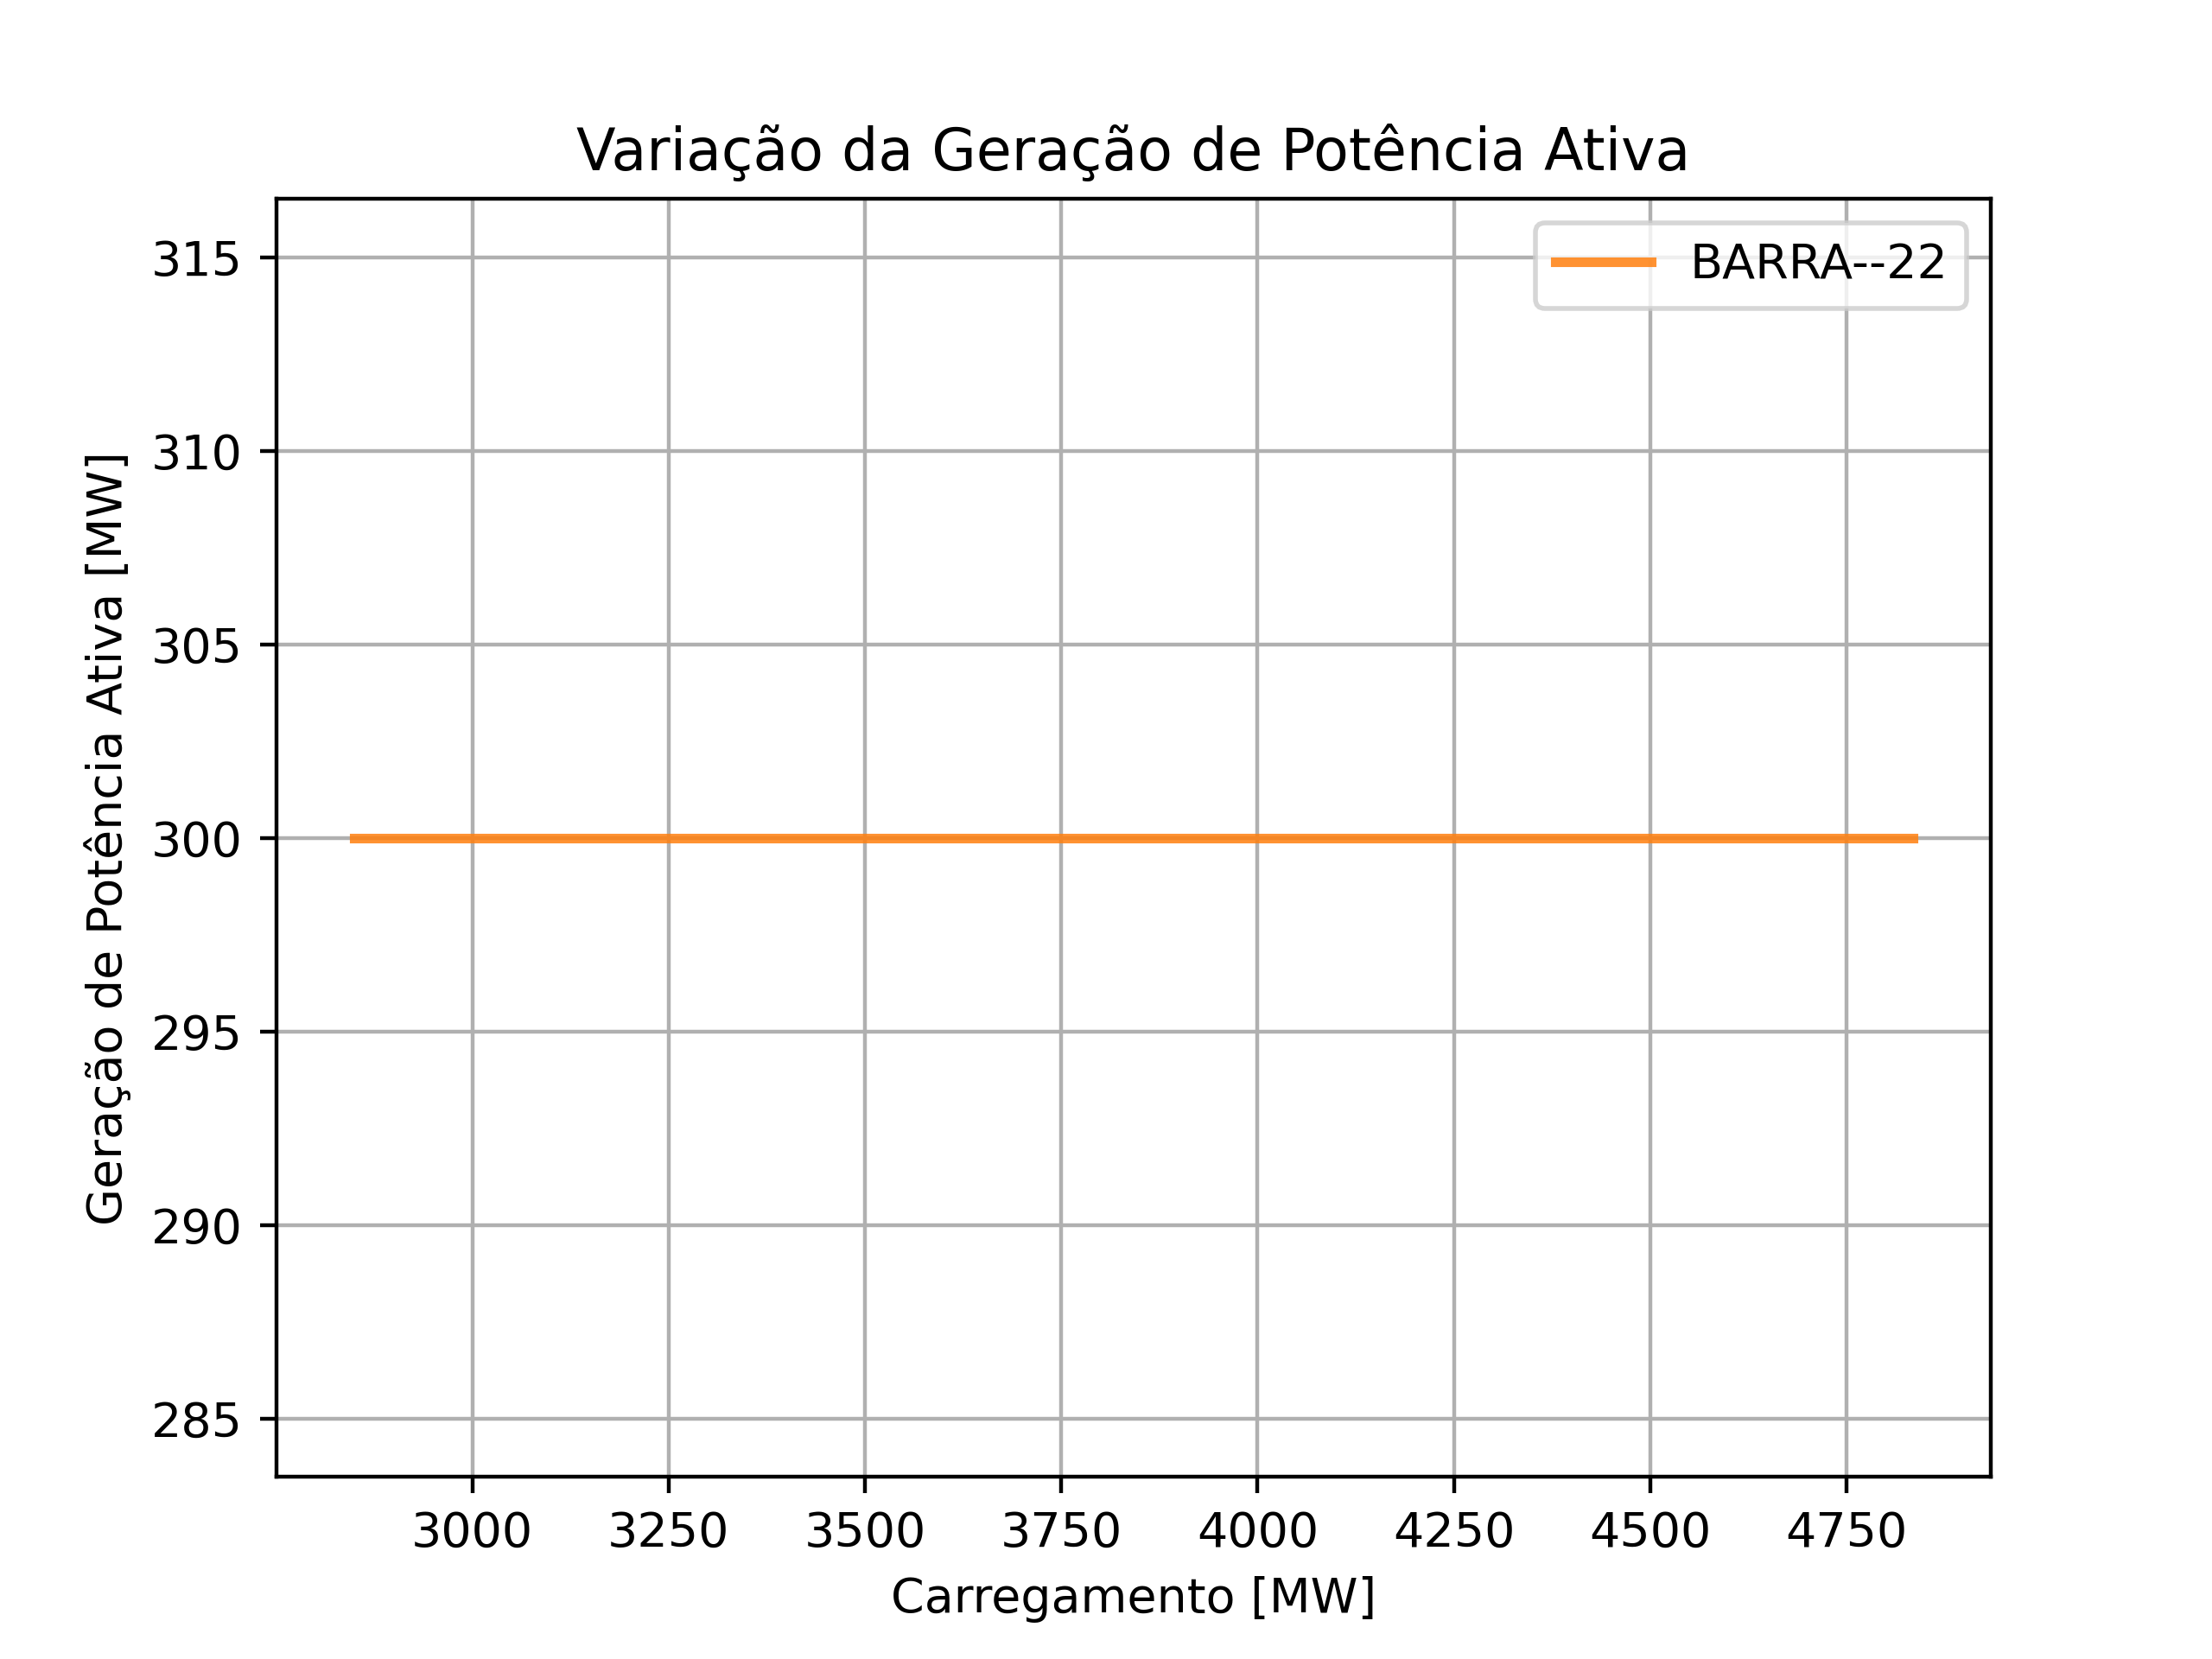 Variação da Geração de Potência Ativa
BARRA--22
Geração de Potência Ativa [MW]
315
310
305
300
295
290
285
3000 3250 3500 3750 4000 4250 4500 4750
Carregamento [MW]